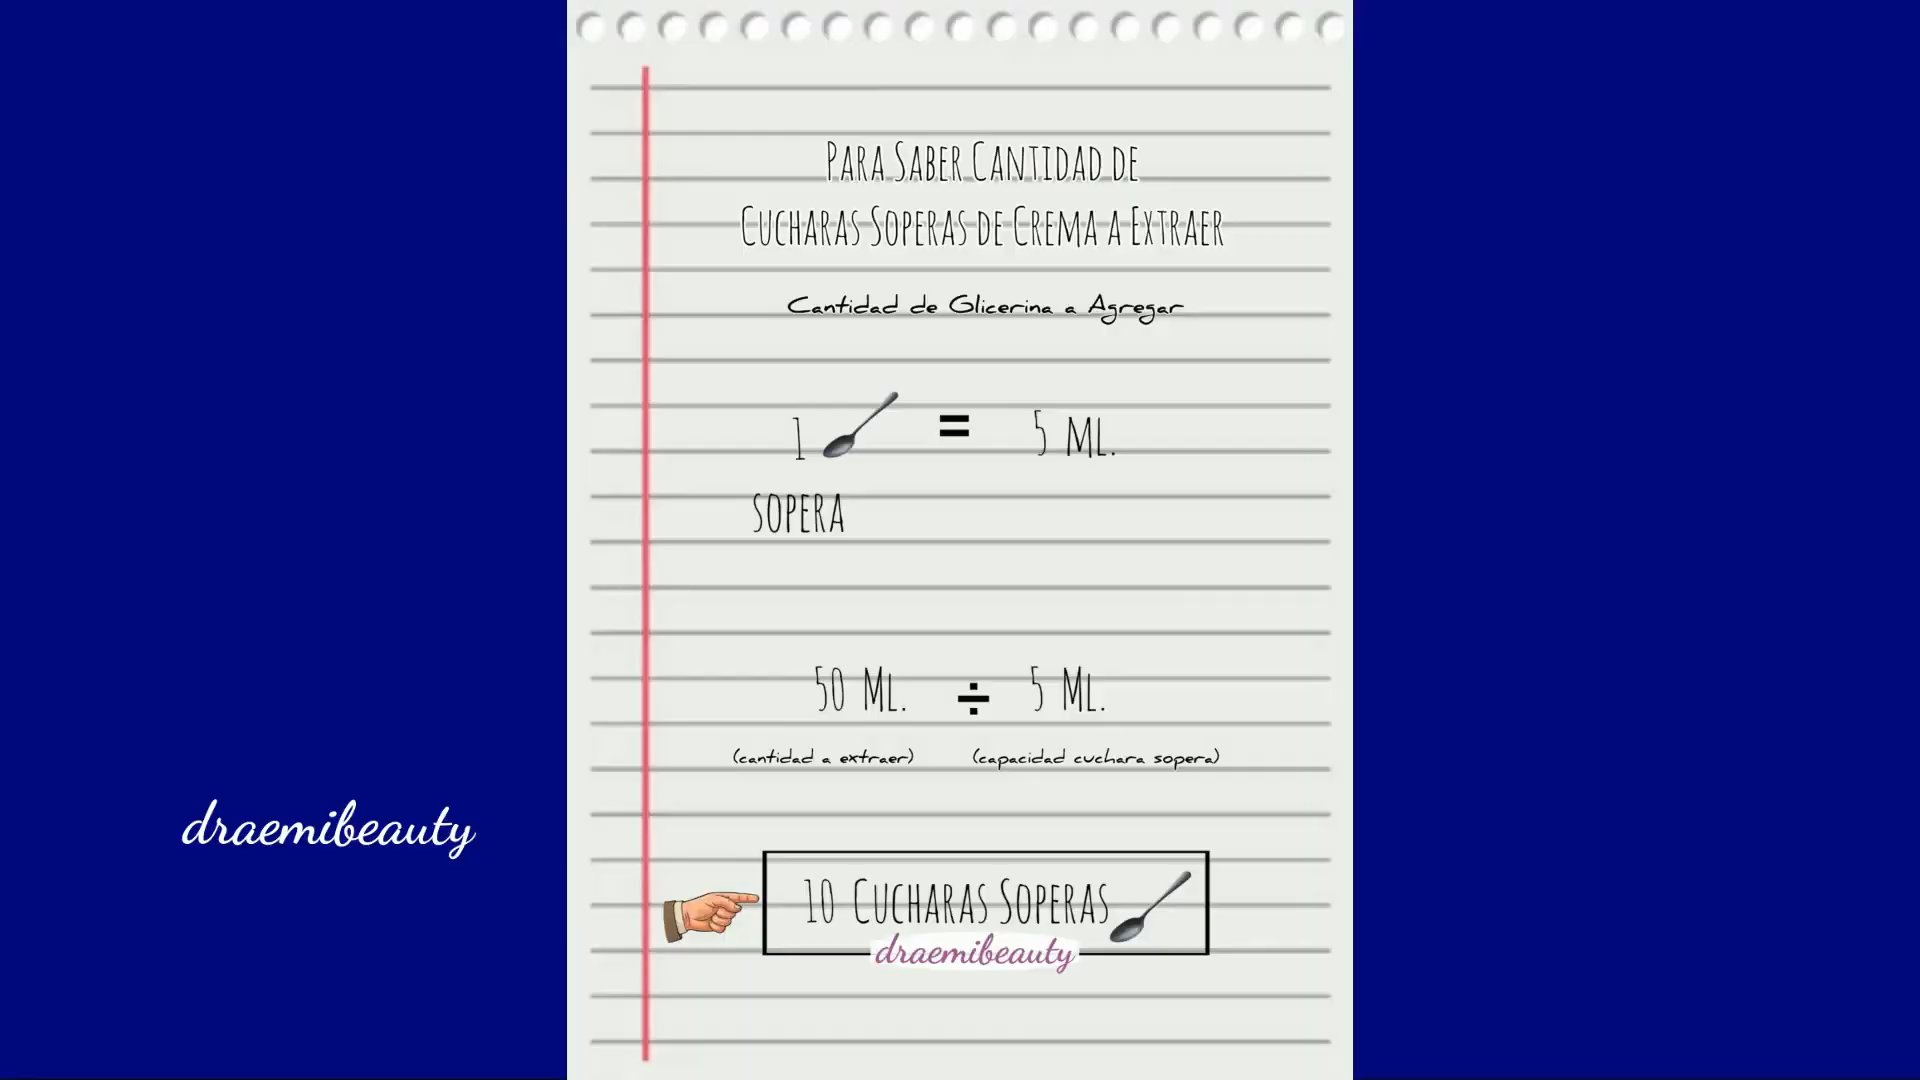 PARA SABER CANTIDAD DE
CUCHARAS SOPERAS DE CREMA A EXTRAER
Cantidad de Glicerina a Agregar
1 = 5 ML.
SOPERA
50 ML. ÷ 5 ML.
(cantidad a extraer) (capacidad cuchara sopera)
draemibeauty
10 CUCHARAS SOPERAS
draemibeauty